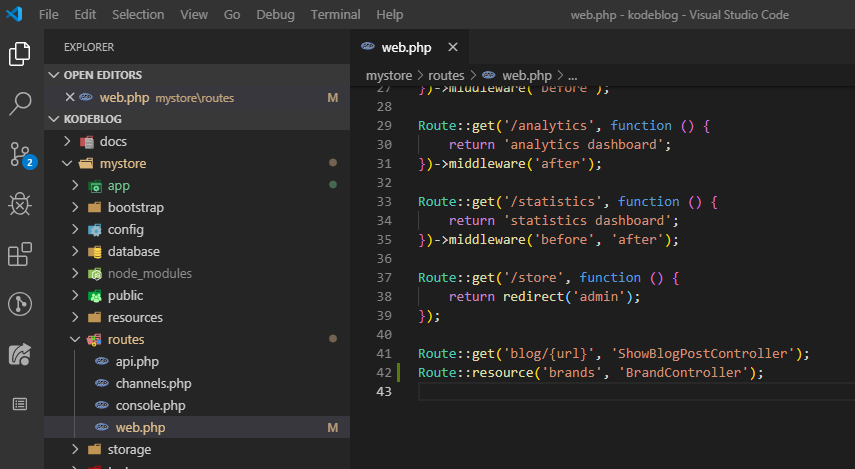 File Edit Selection View Go Debug Terminal Help web.php - kodeblog - Visual Studio Code
EXPLORER
OPEN EDITORS
web.php mystore\routes M
KODEBLOG
docs
mystore
app
bootstrap
config
database
node_modules
public
resources
routes
api.php
channels.php
console.php
web.php M
storage
2
web.php
mystore > routes > web.php > ...
27 })->middleware('before');
28
29 Route::get('/analytics', function () {
30 return 'analytics dashboard';
31 })->middleware('after');
32
33 Route::get('/statistics', function () {
34 return 'statistics dashboard';
35 })->middleware('before', 'after');
36
37 Route::get('/store', function () {
38 return redirect('admin');
39 });
40
41 Route::get('blog/{url}', 'ShowBlogPostController');
42 Route::resource('brands', 'BrandController');
43